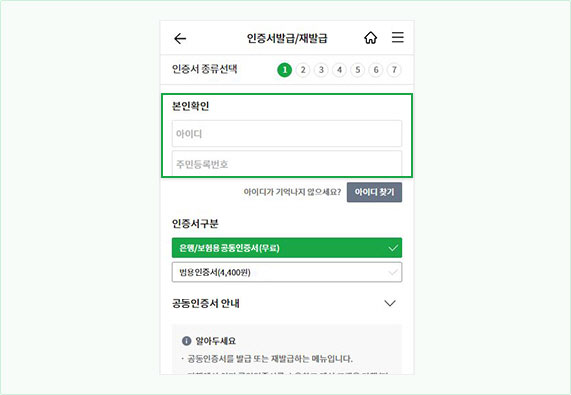 인증서발급/재발급
인증서 종류선택 1 2 3 4 5 6 7
본인확인
아이디
주민등록번호
아이디가 기억나지 않으세요? 아이디 찾기
인증서구분
은행/보험용공동인증서(무료)
범용인증서(4,400원)
공동인증서 안내
알아두세요
· 공동인증서를 발급 또는 재발급하는 메뉴입니다.